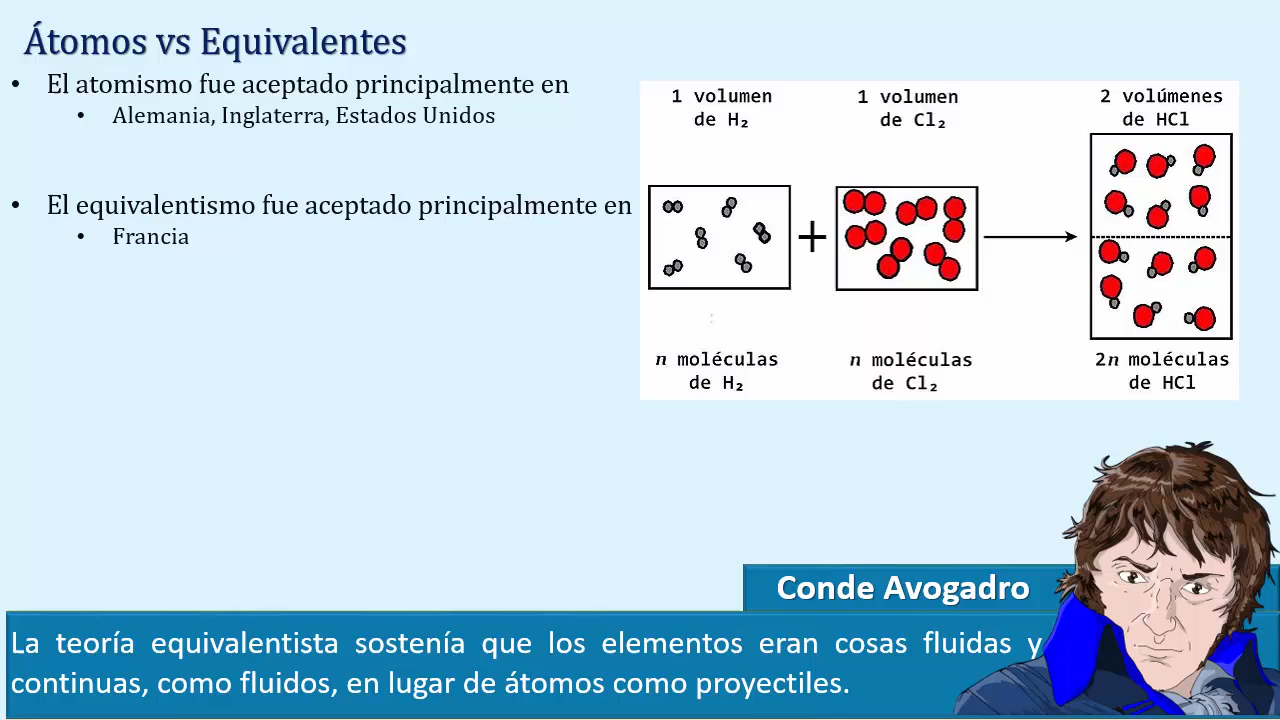 Átomos vs Equivalentes
• El atomismo fue aceptado principalmente en
• Alemania, Inglaterra, Estados Unidos
• El equivalentismo fue aceptado principalmente en
• Francia
1 volumen
de H₂
1 volumen
de Cl₂
2 volúmenes
de HCl
+
n moléculas
de H₂
n moléculas
de Cl₂
2n moléculas
de HCl
Conde Avogadro
La teoría equivalentista sostenía que los elementos eran cosas fluidas y
continuas, como fluidos, en lugar de átomos como proyectiles.